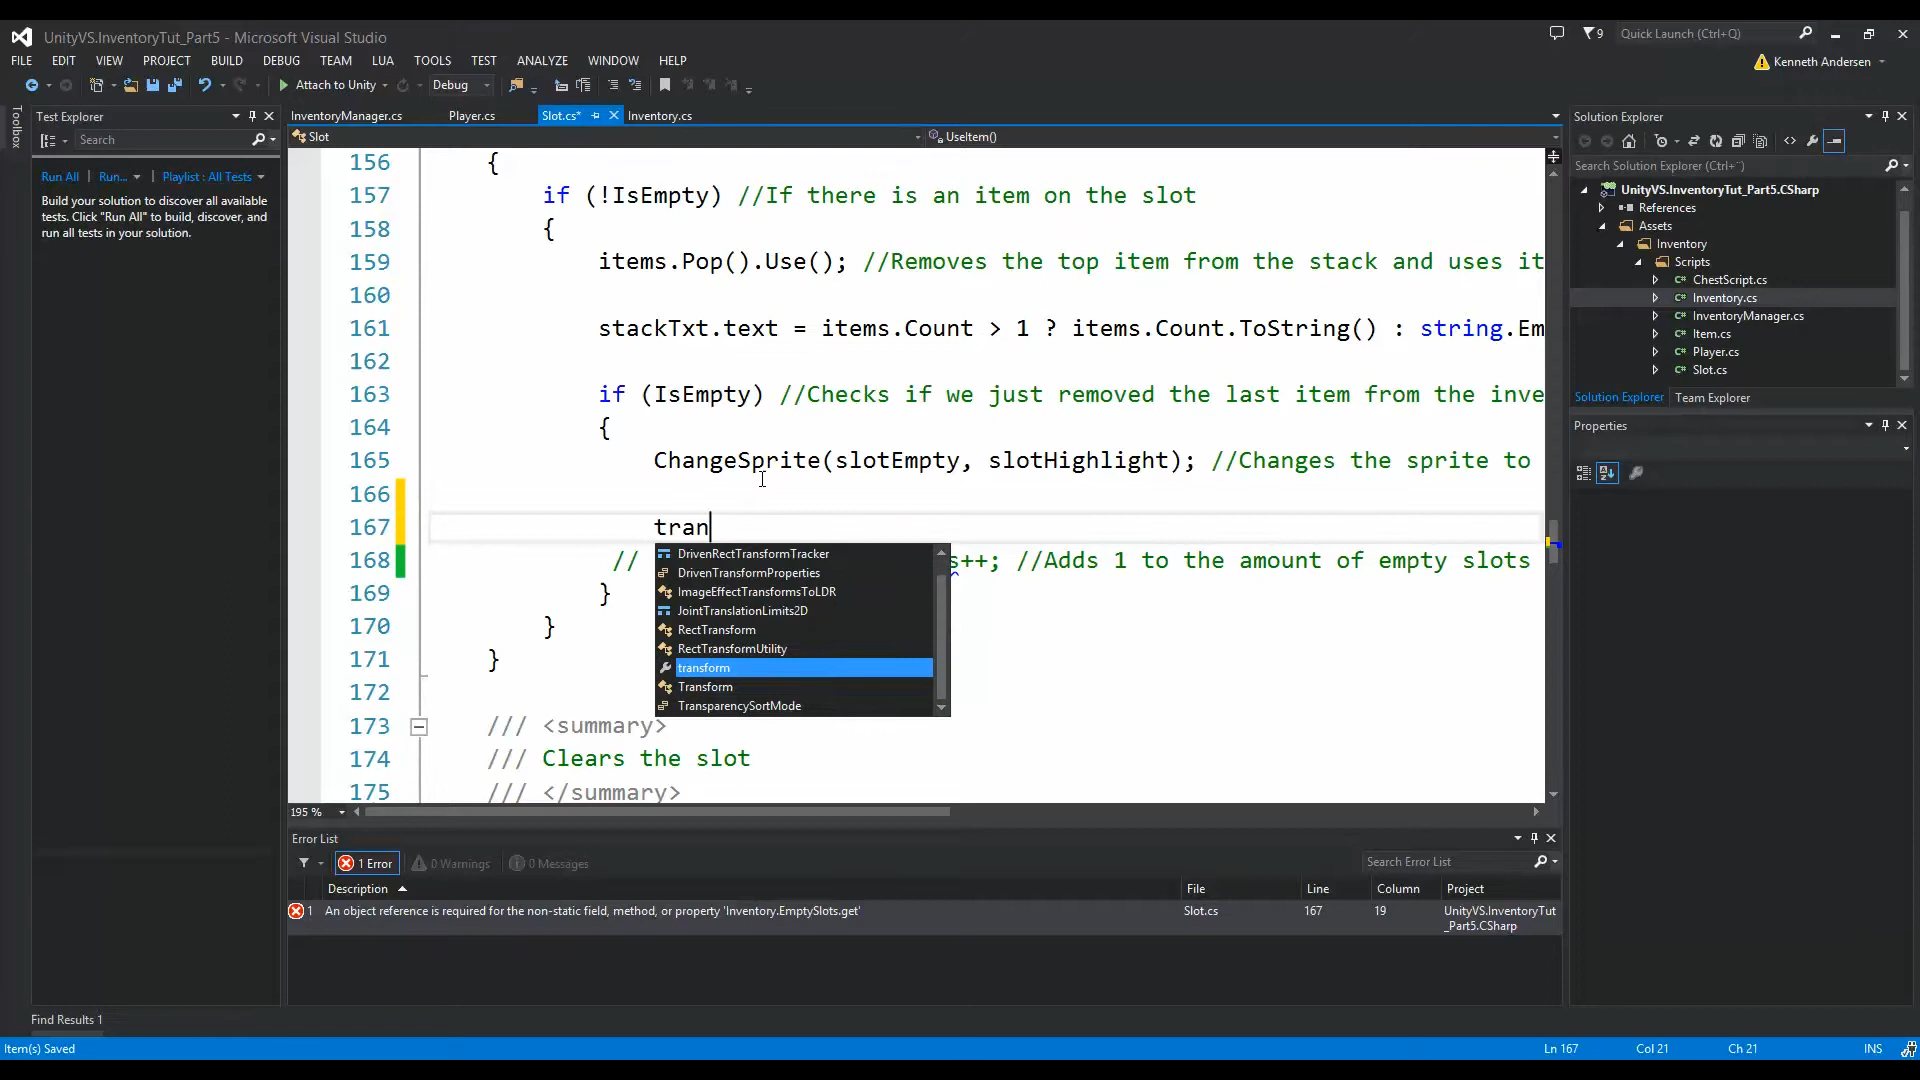 UnityVS.InventoryTut_Part5 - Microsoft Visual Studio
9
Quick Launch (Ctrl+Q)
FILE EDIT VIEW PROJECT BUILD DEBUG TEAM LUA TOOLS TEST ANALYZE WINDOW HELP
Kenneth Andersen
Attach to Unity
Debug
Toolbox
Test Explorer
Search
Run All | Run... | Playlist : All Tests
Build your solution to discover all available
tests. Click "Run All" to build, discover, and
run all tests in your solution.
InventoryManager.cs Player.cs Slot.cs* Inventory.cs
Slot UseItem()
156 {
157 if (!IsEmpty) //If there is an item on the slot
158 {
159 items.Pop().Use(); //Removes the top item from the stack and uses it
160
161 stackTxt.text = items.Count > 1 ? items.Count.ToString() : string.Em
162
163 if (IsEmpty) //Checks if we just removed the last item from the inve
164 {
165 ChangeSprite(slotEmpty, slotHighlight); //Changes the sprite to
166
167 tran
168 // s++; //Adds 1 to the amount of empty slots
169 }
170 }
171 }
172
173 /// <summary>
174 /// Clears the slot
175 /// </summary>
DrivenRectTransformTracker
DrivenTransformProperties
ImageEffectTransformsToLDR
JointTranslationLimits2D
RectTransform
RectTransformUtility
transform
Transform
TransparencySortMode
195 %
Error List
1 Error 0 Warnings 0 Messages
Search Error List
Description File Line Column Project
1 An object reference is required for the non-static field, method, or property 'Inventory.EmptySlots.get' Slot.cs 167 19 UnityVS.InventoryTut
_Part5.CSharp
Solution Explorer
Search Solution Explorer (Ctrl+¨)
UnityVS.InventoryTut_Part5.CSharp
References
Assets
Inventory
Scripts
C# ChestScript.cs
C# Inventory.cs
C# InventoryManager.cs
C# Item.cs
C# Player.cs
C# Slot.cs
Solution Explorer Team Explorer
Properties
Find Results 1
Item(s) Saved
Ln 167 Col 21 Ch 21 INS